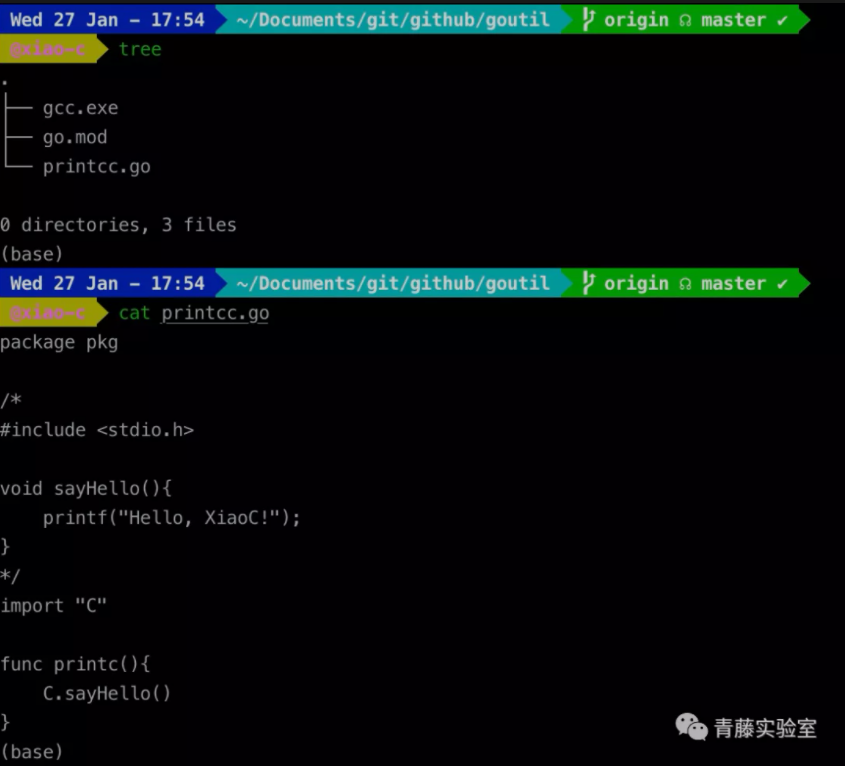 Wed 27 Jan – 17:54 ~/Documents/git/github/goutil origin ☊ master ✔
@xiao-c tree
.
├── gcc.exe
├── go.mod
└── printcc.go
0 directories, 3 files
(base)
Wed 27 Jan – 17:54 ~/Documents/git/github/goutil origin ☊ master ✔
@xiao-c cat printcc.go
package pkg
/*
#include <stdio.h>
void sayHello(){
    printf("Hello, XiaoC!");
}
*/
import "C"
func printc(){
    C.sayHello()
}
(base)
青藤实验室